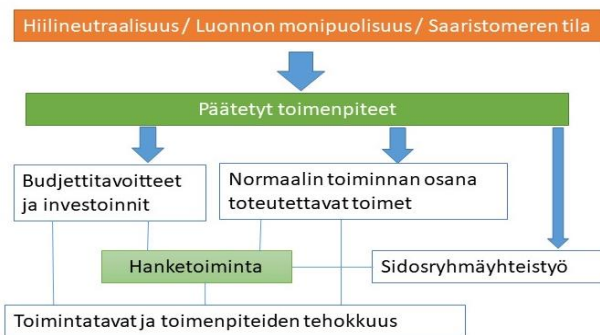 Hiilineutraalisuus / Luonnon monipuolisuus / Saaristomeren tila
Päätetyt toimenpiteet
Budjettitavoitteet
ja investoinnit
Normaalin toiminnan osana
toteutettavat toimet
Hanketoiminta
Sidosryhmäyhteistyö
Toimintatavat ja toimenpiteiden tehokkuus